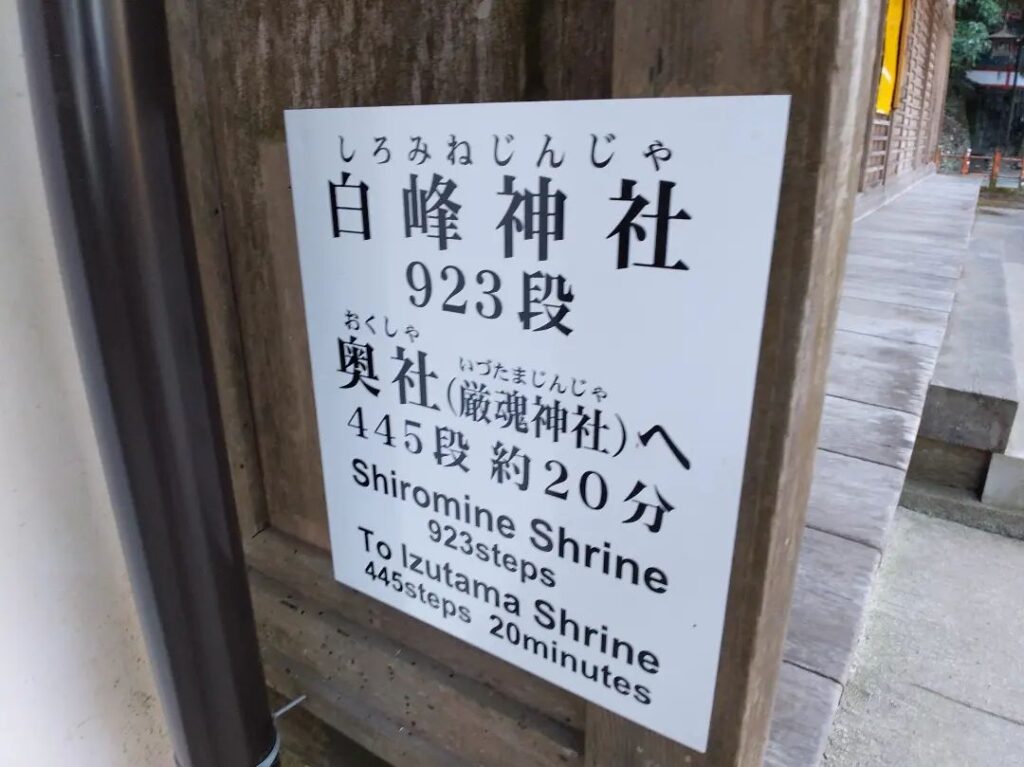 しろみねじんじゃ
白峰神社
923段
おくしゃ
いづたまじんじゃ
奥社(厳魂神社)へ
445段 約20分
Shiromine Shrine
923steps
To Izutama Shrine
445steps 20minutes